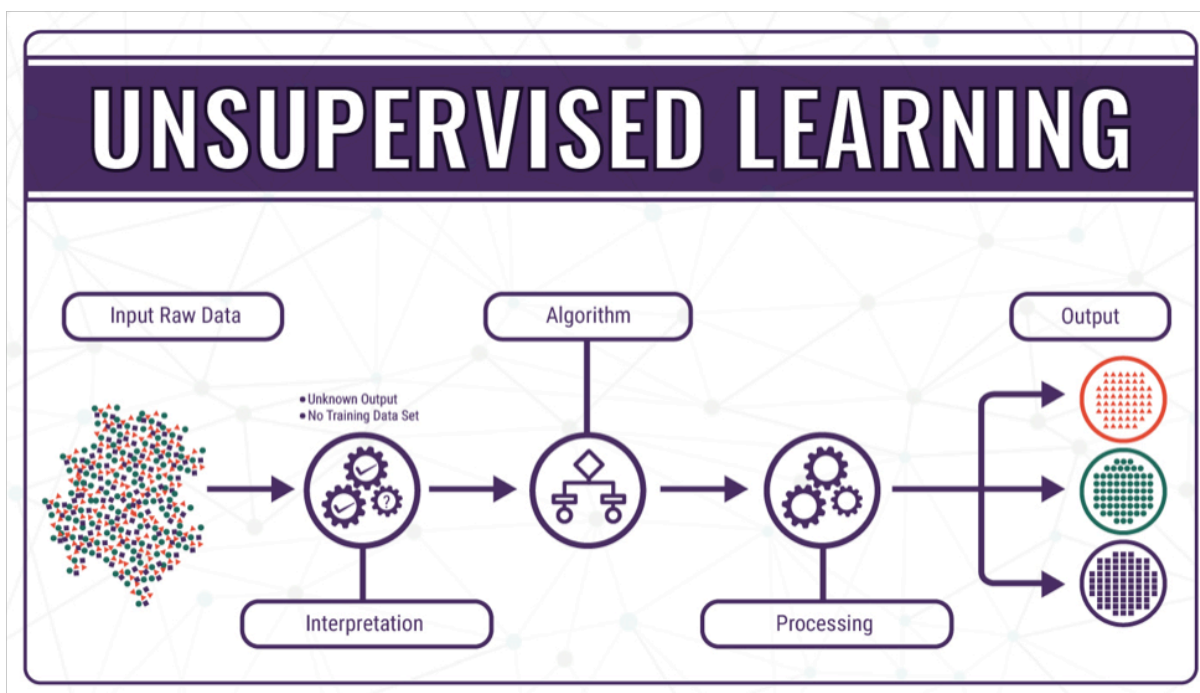 UNSUPERVISED LEARNING
Input Raw Data
Algorithm
Output
• Unknown Output
• No Training Data Set
?
Interpretation
Processing